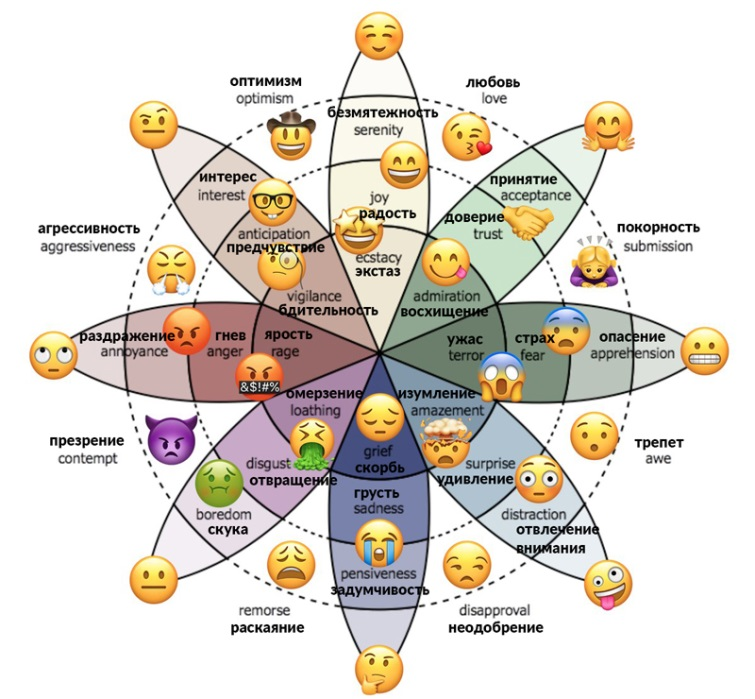 оптимизм
optimism
любовь
love
безмятежность
serenity
интерес
interest
joy
радость
принятие
acceptance
доверие
trust
anticipation
предчувствие
ecstacy
экстаз
агрессивность
aggressiveness
покорность
submission
vigilance
бдительность
admiration
восхищение
раздражение
annoyance
гнев
anger
ярость
rage
ужас
terror
страх
fear
опасение
apprehension
омерзение
loathing
изумление
amazement
&$!#%
презрение
contempt
трепет
awe
grief
скорбь
disgust
отвращение
surprise
удивление
грусть
sadness
boredom
скука
distraction
отвлечение
внимания
pensiveness
задумчивость
remorse
раскаяние
disapproval
неодобрение